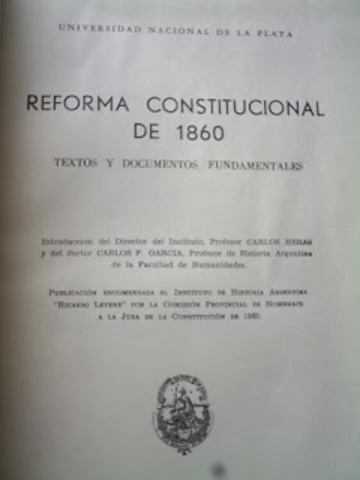 UNIVERSIDAD NACIONAL DE LA PLATA
REFORMA CONSTITUCIONAL
DE 1860
TEXTOS Y DOCUMENTOS FUNDAMENTALES
Introducción del Director del Instituto, Profesor CARLOS HERAS
y del doctor CARLOS F. GARCIA, Profesor de Historia Argentina
de la Facultad de Humanidades.
Publicación encomendada al Instituto de Historia Argentina
"Ricardo Levene" por la Comisión Provincial de Homenaje
a la Jura de la Constitución de 1860.